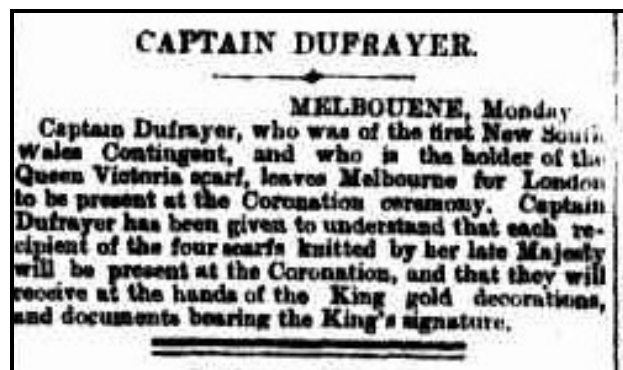 CAPTAIN DUFRAYER.
MELBOUENE, Monday
Captain Dufrayer, who was of the first New South
Wales Contingent, and who is the holder of the
Queen Victoria scarf, leaves Melbourne for London
to be present at the Coronation ceremony. Captain
Dufrayer has been given to understand that each re-
cipient of the four scarfs knitted by her late Majesty
will be present at the Coronation, and that they will
receive at the hands of the King gold decorations,
and documents bearing the King's signature.